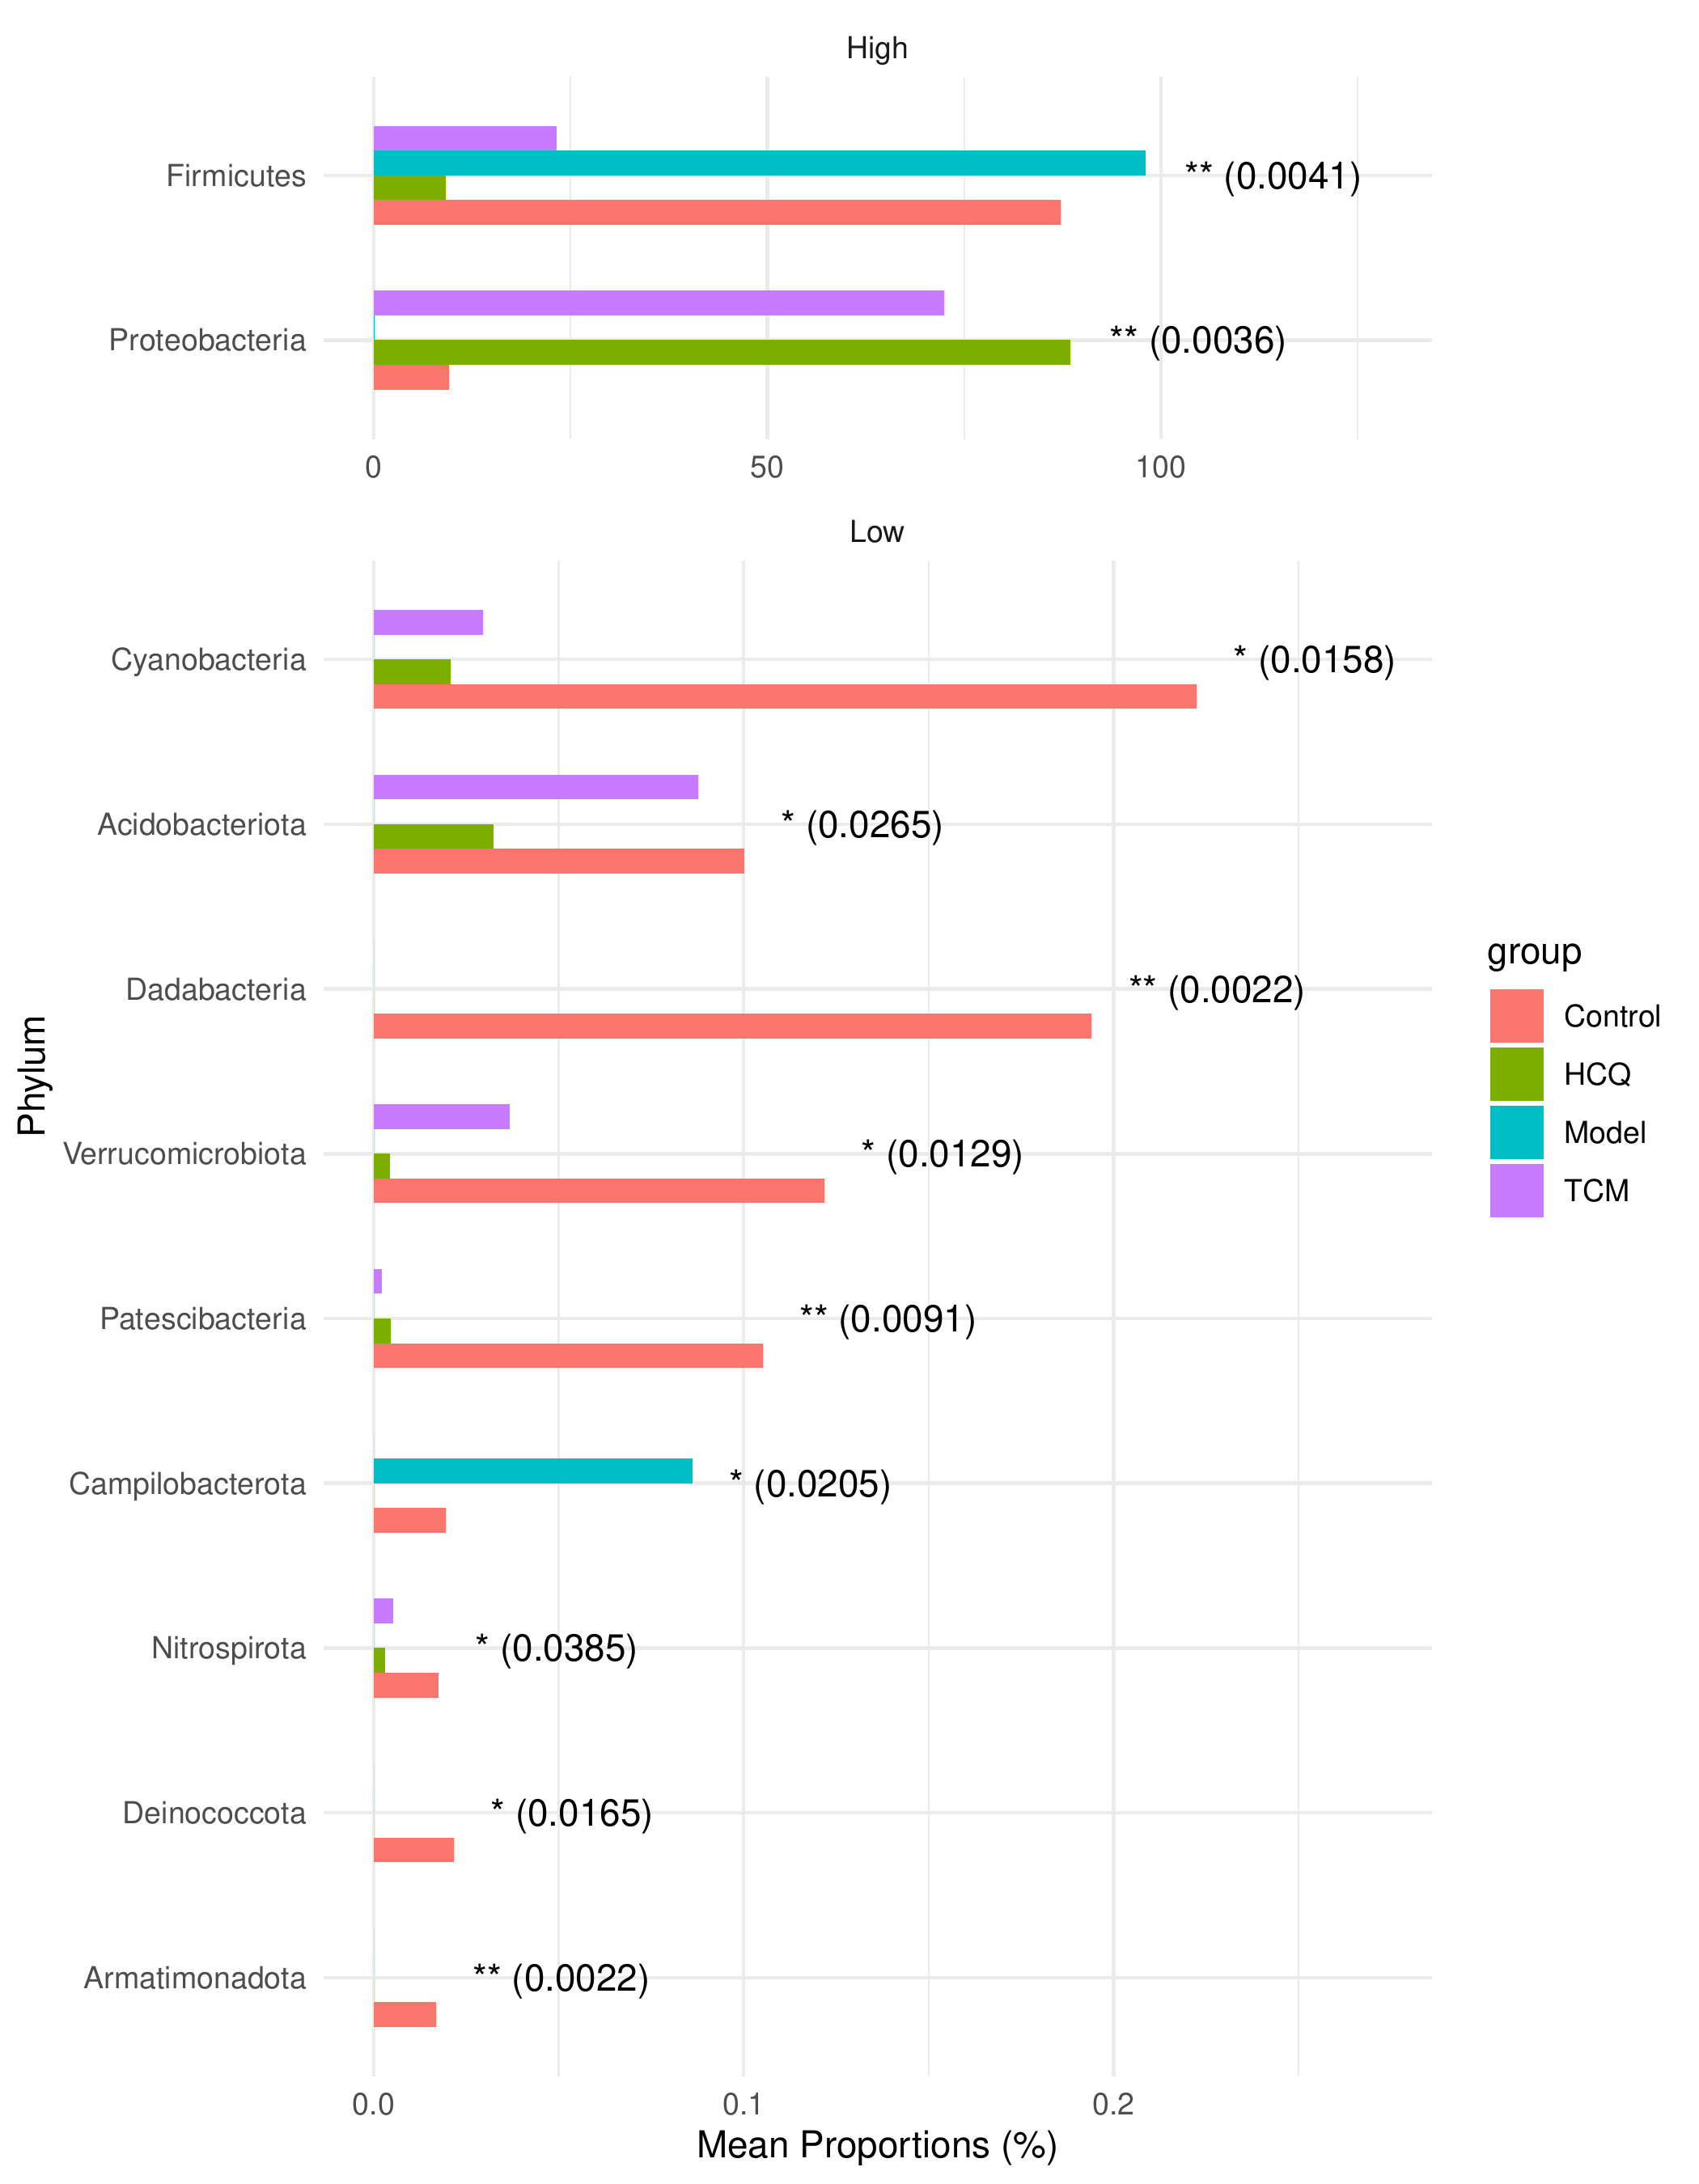 High
Firmicutes
** (0.0041)
Proteobacteria
** (0.0036)
0 50 100
Low
Cyanobacteria
* (0.0158)
Acidobacteriota
* (0.0265)
Dadabacteria
** (0.0022)
Verrucomicrobiota
* (0.0129)
Patescibacteria
** (0.0091)
Campilobacterota
* (0.0205)
Nitrospirota
* (0.0385)
Deinococcota
* (0.0165)
Armatimonadota
** (0.0022)
0.0 0.1 0.2
Mean Proportions (%)
Phylum
group
Control
HCQ
Model
TCM